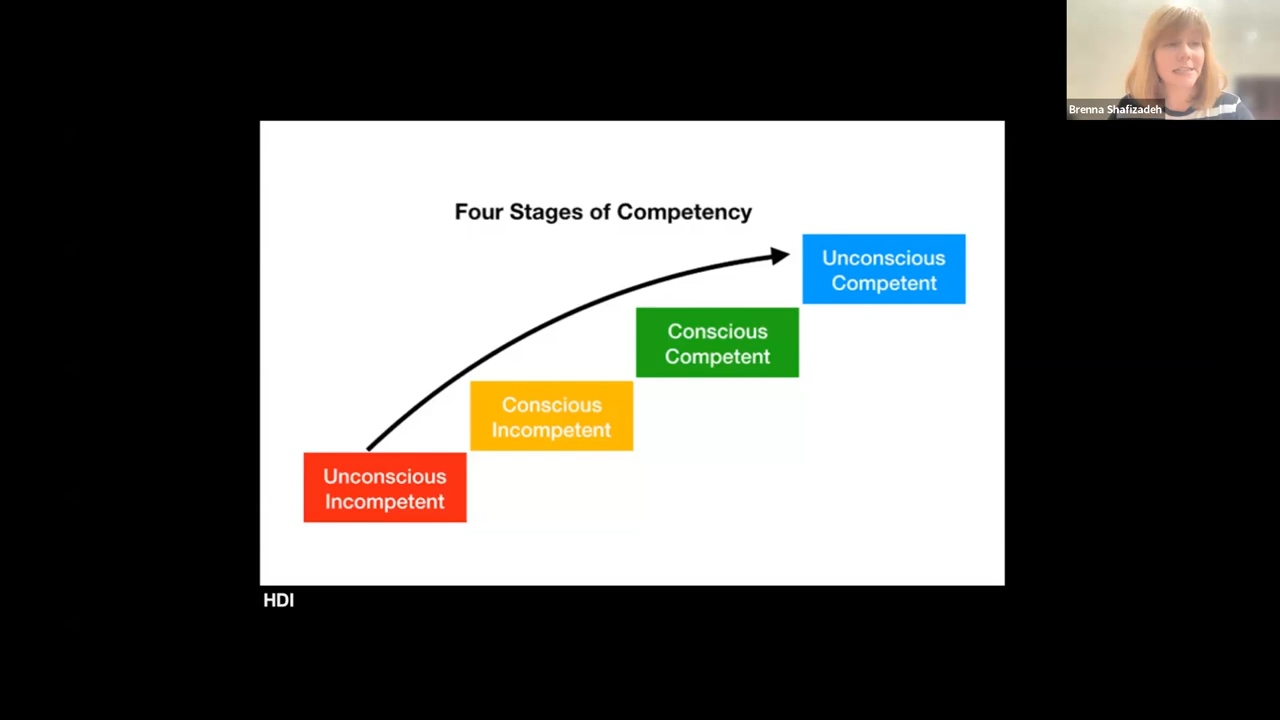 Brenna Shafizadeh
Four Stages of Competency
Unconscious
Competent
Conscious
Competent
Conscious
Incompetent
Unconscious
Incompetent
HDI